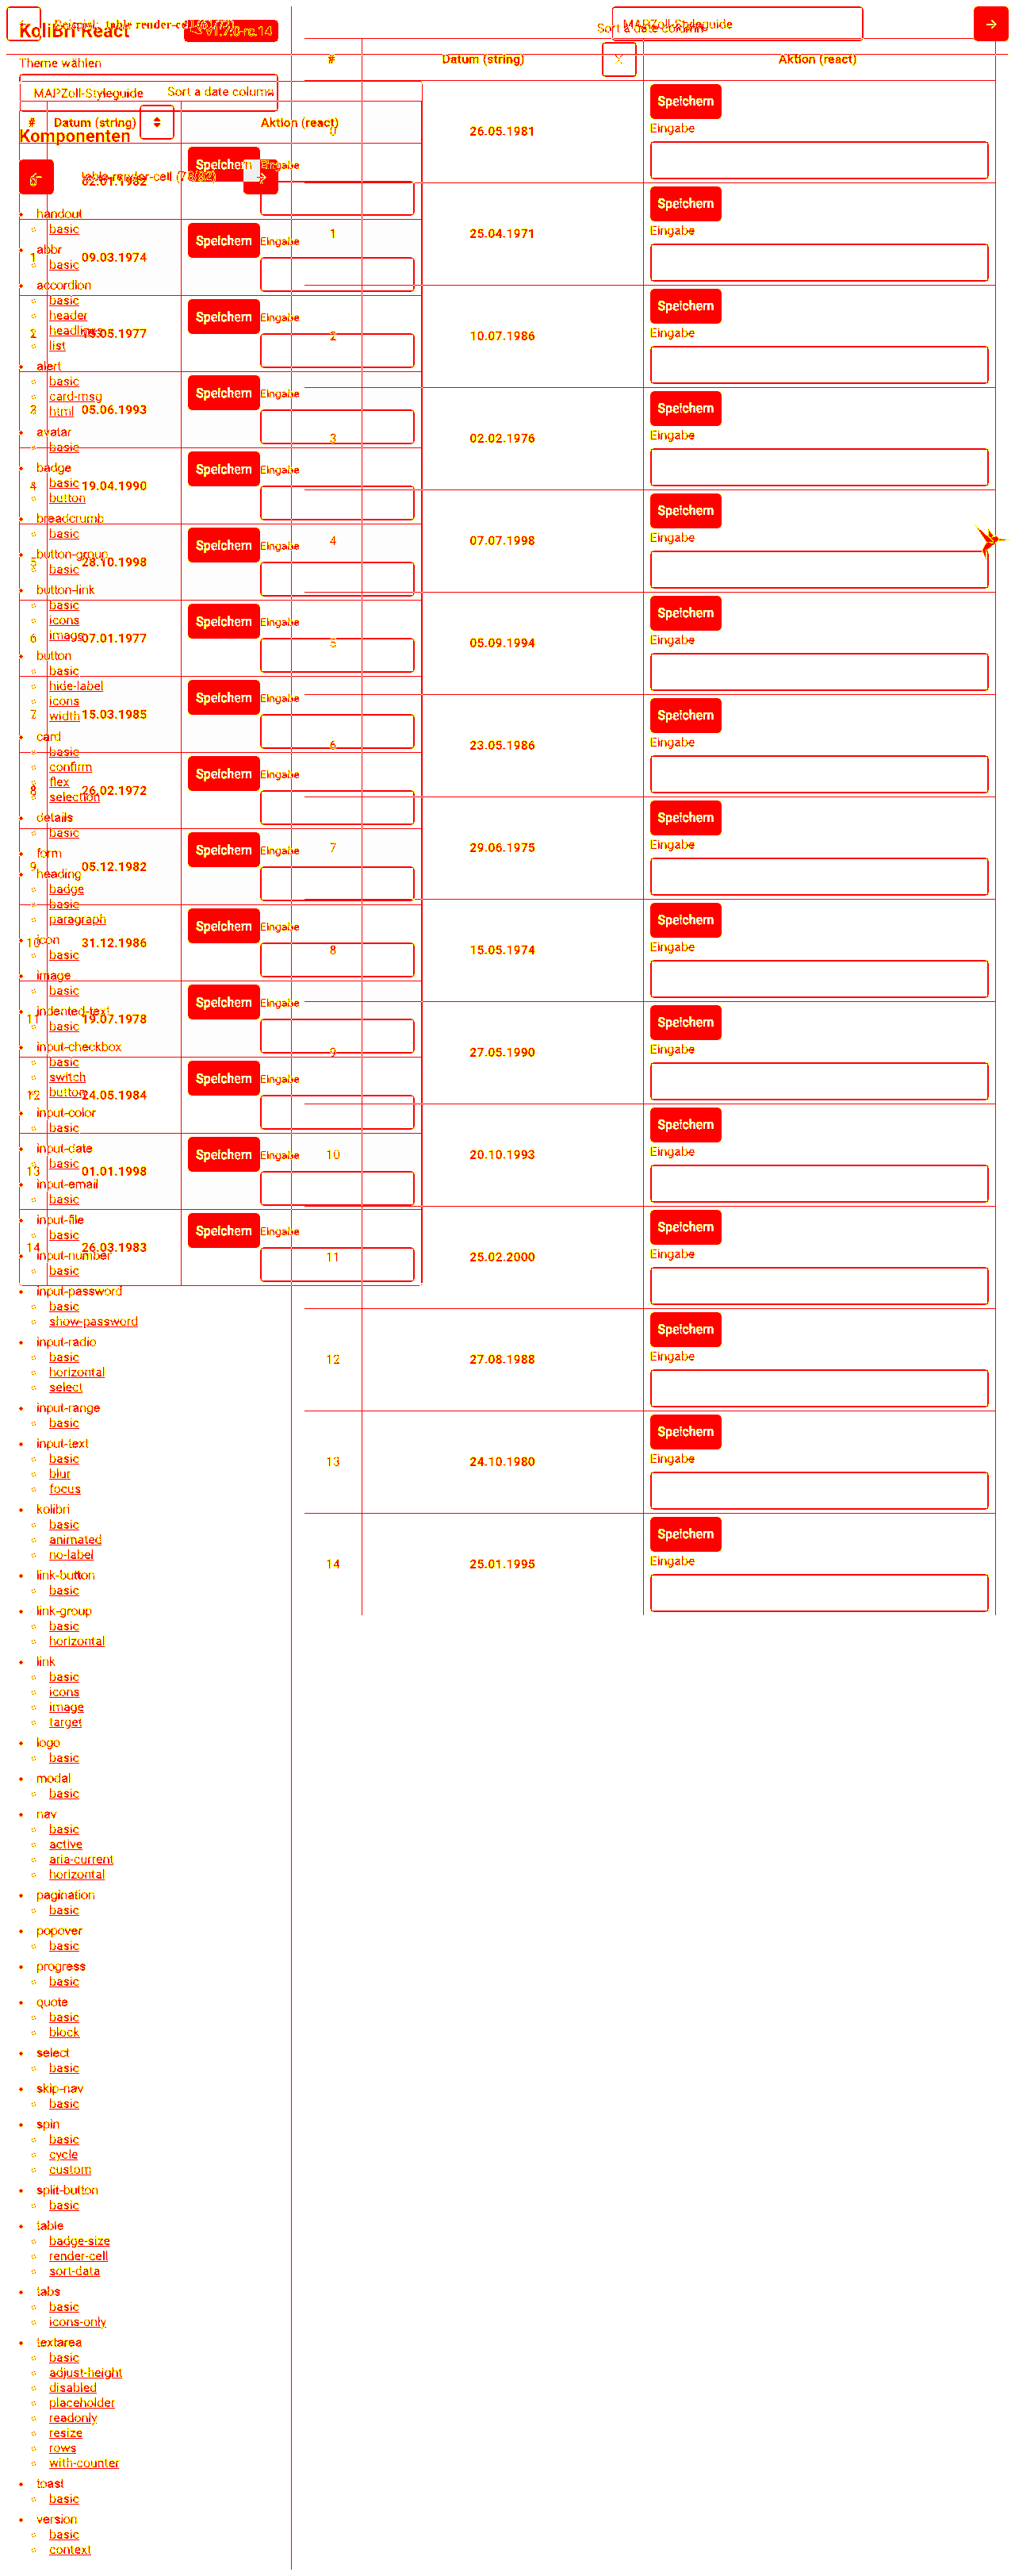 KoliBri React
v1.7.0-rc.14
Theme wählen
MAPZoll-Styleguide
Sort a date column
# Datum (string) Aktion (react)
Komponenten
table-render-cell
0 02.01.1982 Speichern Eingabe
1 09.03.1974 Speichern Eingabe
2 15.05.1977 Speichern Eingabe
3 05.06.1993 Speichern Eingabe
4 19.04.1990 Speichern Eingabe
5 28.10.1998 Speichern Eingabe
6 07.01.1977 Speichern Eingabe
7 15.03.1985 Speichern Eingabe
8 26.02.1972 Speichern Eingabe
9 05.12.1982 Speichern Eingabe
10 31.12.1986 Speichern Eingabe
11 19.07.1978 Speichern Eingabe
12 24.05.1984 Speichern Eingabe
13 01.01.1998 Speichern Eingabe
14 26.03.1983 Speichern Eingabe
handout
basic
abbr
basic
accordion
basic
header
headlines
list
alert
basic
card-msg
html
avatar
basic
badge
basic
button
breadcrumb
basic
button-group
basic
button-link
basic
icons
image
button
basic
hide-label
icons
width
card
basic
confirm
flex
selection
details
basic
form
heading
badge
basic
paragraph
icon
basic
image
basic
indented-text
basic
input-checkbox
basic
switch
button
input-color
basic
input-date
basic
input-email
basic
input-file
basic
input-number
basic
input-password
basic
show-password
input-radio
basic
horizontal
select
input-range
basic
input-text
basic
blur
focus
kolibri
basic
animated
no-label
link-button
basic
link-group
basic
horizontal
link
basic
icons
image
target
logo
basic
modal
basic
nav
basic
active
aria-current
horizontal
pagination
basic
popover
basic
progress
basic
quote
basic
block
select
basic
skip-nav
basic
spin
basic
cycle
custom
split-button
basic
table
badge-size
render-cell
sort-data
tabs
basic
icons-only
textarea
basic
adjust-height
disabled
placeholder
readonly
resize
rows
with-counter
toast
basic
version
basic
context
MAPZoll-Styleguide
Sort a date column
# Datum (string) Aktion (react)
0 26.05.1981 Speichern Eingabe
1 25.04.1971 Speichern Eingabe
2 10.07.1986 Speichern Eingabe
3 02.02.1976 Speichern Eingabe
4 07.07.1998 Speichern Eingabe
5 05.09.1994 Speichern Eingabe
6 23.05.1986 Speichern Eingabe
7 29.06.1975 Speichern Eingabe
8 15.05.1974 Speichern Eingabe
9 27.05.1990 Speichern Eingabe
10 20.10.1993 Speichern Eingabe
11 25.02.2000 Speichern Eingabe
12 27.08.1988 Speichern Eingabe
13 24.10.1980 Speichern Eingabe
14 25.01.1995 Speichern Eingabe